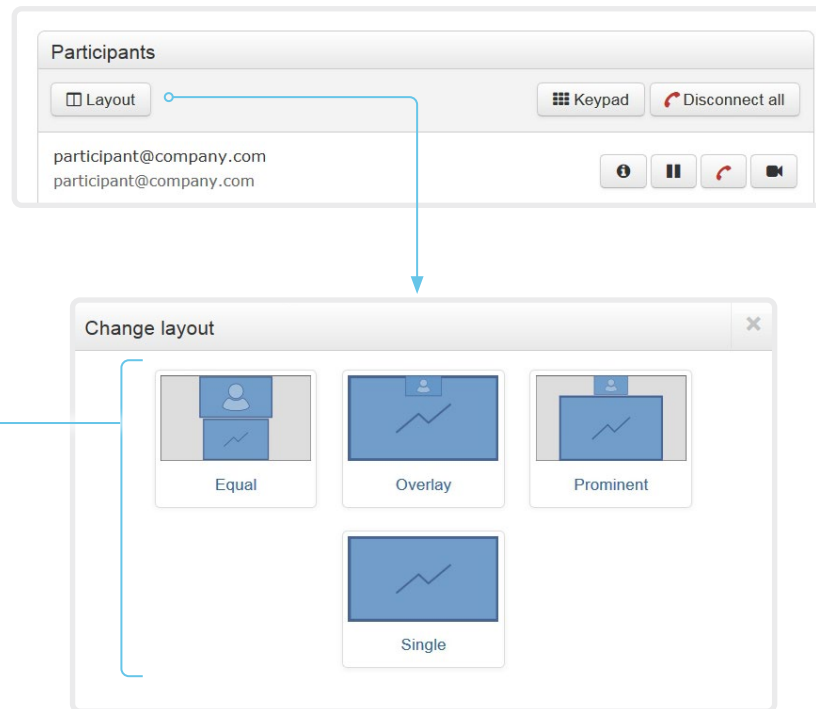 Participants
Layout
Keypad
Disconnect all
participant@company.com
participant@company.com
Change layout
Equal
Overlay
Prominent
Single